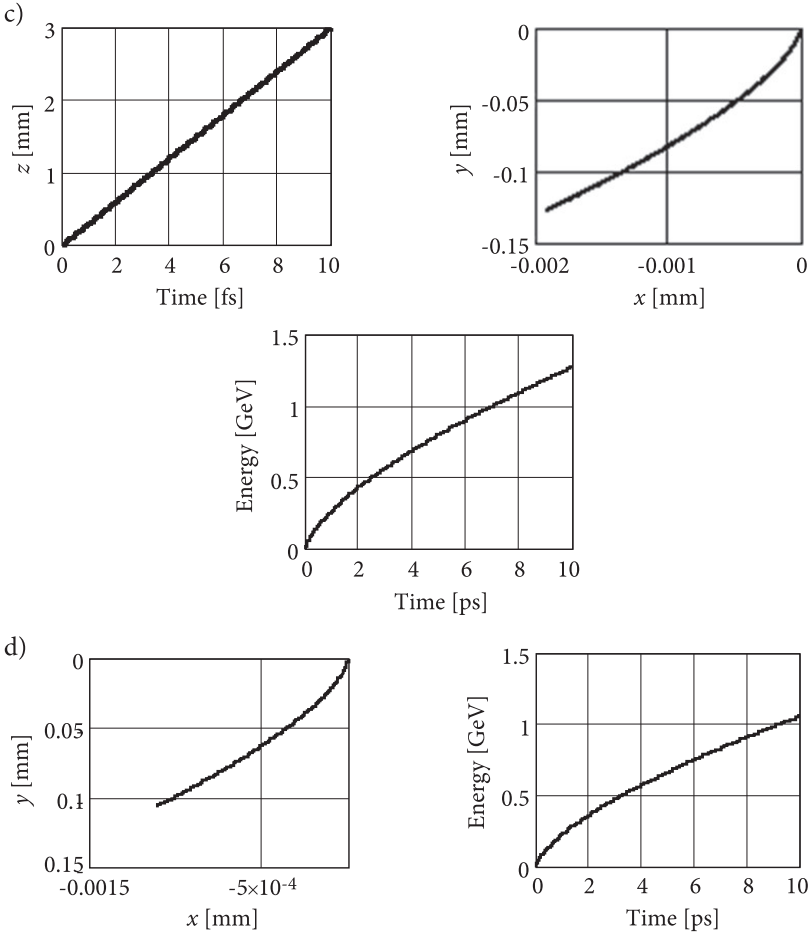 c)
3
2
1
0
z [mm]
0 2 4 6 8 10
Time [fs]
0
-0.05
-0.1
-0.15
y [mm]
-0.002 -0.001 0
x [mm]
1.5
1
0.5
0
Energy [GeV]
0 2 4 6 8 10
Time [ps]
d)
0
0.05
0.1
0.15
y [mm]
-0.0015 -5×10⁻⁴
x [mm]
1.5
1
0.5
0
Energy [GeV]
0 2 4 6 8 10
Time [ps]